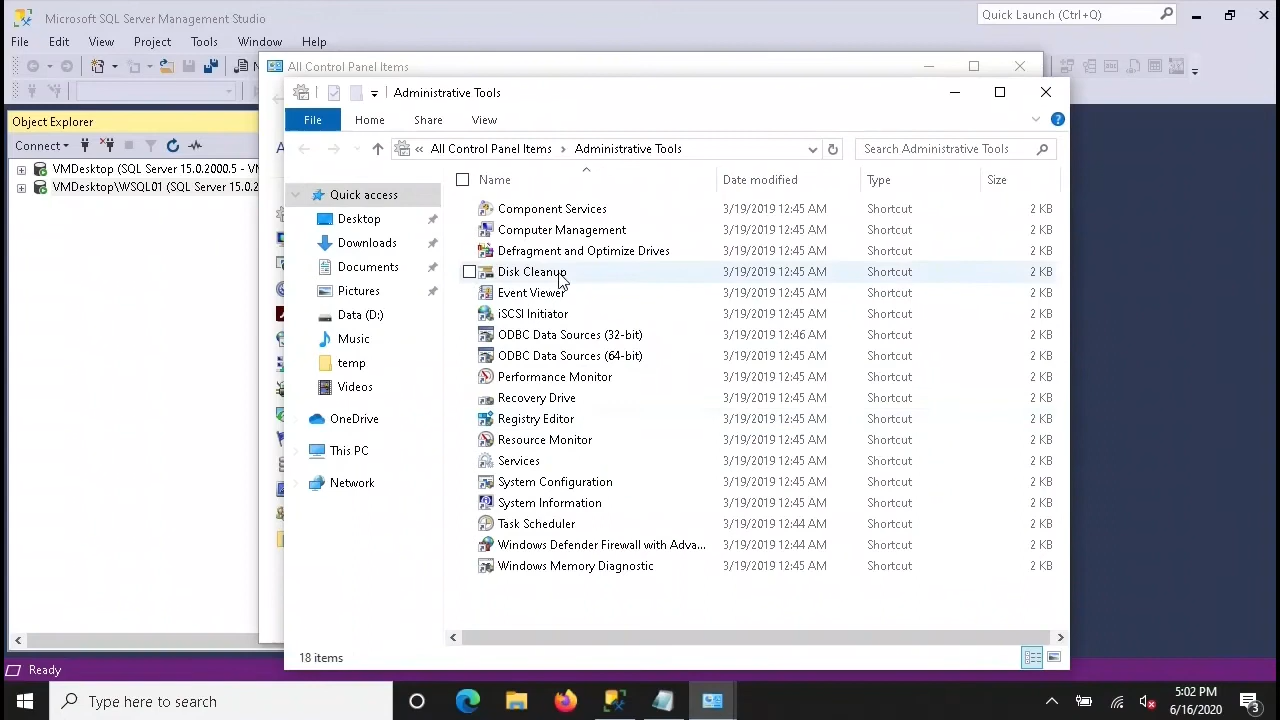 Microsoft SQL Server Management Studio
Quick Launch (Ctrl+Q)
File Edit View Project Tools Window Help
All Control Panel Items
Administrative Tools
File Home Share View
Object Explorer
Connect
« All Control Panel Items > Administrative Tools
Search Administrative Tools
VMDesktop (SQL Server 15.0.2000.5 - VM
VMDesktop\WSQL01 (SQL Server 15.0.2
Quick access
Desktop
Downloads
Documents
Pictures
Data (D:)
Music
temp
Videos
OneDrive
This PC
Network
Name Date modified Type Size
Component Services 3/19/2019 12:45 AM Shortcut 2 KB
Computer Management 3/19/2019 12:45 AM Shortcut 2 KB
Defragment and Optimize Drives 3/19/2019 12:45 AM Shortcut 2 KB
Disk Cleanup 3/19/2019 12:45 AM Shortcut 2 KB
Event Viewer 3/19/2019 12:45 AM Shortcut 2 KB
iSCSI Initiator 3/19/2019 12:45 AM Shortcut 2 KB
ODBC Data Sources (32-bit) 3/19/2019 12:46 AM Shortcut 2 KB
ODBC Data Sources (64-bit) 3/19/2019 12:45 AM Shortcut 2 KB
Performance Monitor 3/19/2019 12:45 AM Shortcut 2 KB
Recovery Drive 3/19/2019 12:45 AM Shortcut 2 KB
Registry Editor 3/19/2019 12:45 AM Shortcut 2 KB
Resource Monitor 3/19/2019 12:45 AM Shortcut 2 KB
Services 3/19/2019 12:45 AM Shortcut 2 KB
System Configuration 3/19/2019 12:45 AM Shortcut 2 KB
System Information 3/19/2019 12:45 AM Shortcut 2 KB
Task Scheduler 3/19/2019 12:44 AM Shortcut 2 KB
Windows Defender Firewall with Adva... 3/19/2019 12:44 AM Shortcut 2 KB
Windows Memory Diagnostic 3/19/2019 12:45 AM Shortcut 2 KB
18 items
Ready
Type here to search
5:02 PM
6/16/2020
3